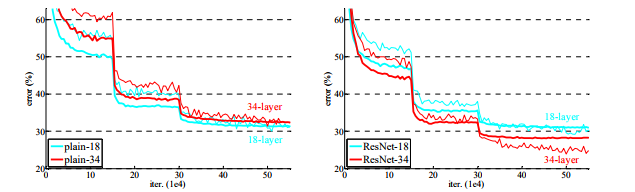 60
50
40
30
20
error (%)
0
10
20
30
40
50
iter. (1e4)
plain-18
plain-34
34-layer
18-layer
60
50
40
30
20
error (%)
0
10
20
30
40
50
iter. (1e4)
ResNet-18
ResNet-34
18-layer
34-layer